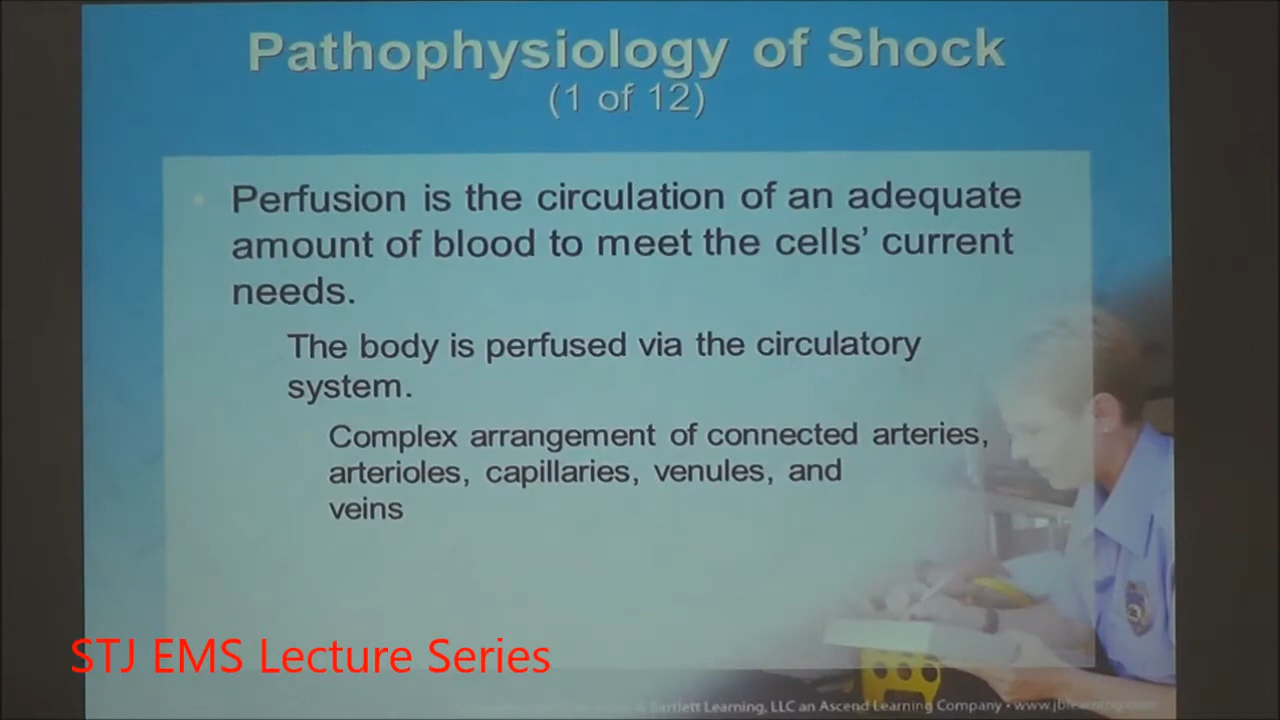 Pathophysiology of Shock
(1 of 12)
Perfusion is the circulation of an adequate
amount of blood to meet the cells’ current
needs.
The body is perfused via the circulatory
system.
Complex arrangement of connected arteries,
arterioles, capillaries, venules, and
veins
STJ EMS Lecture Series
Bartlett Learning, LLC an Ascend Learning Company •